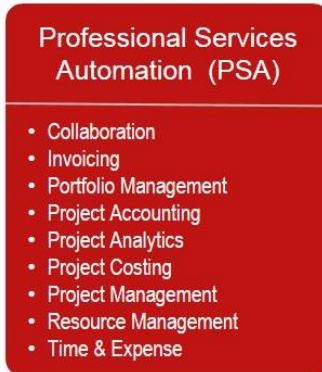 Professional Services
Automation (PSA)
• Collaboration
• Invoicing
• Portfolio Management
• Project Accounting
• Project Analytics
• Project Costing
• Project Management
• Resource Management
• Time & Expense